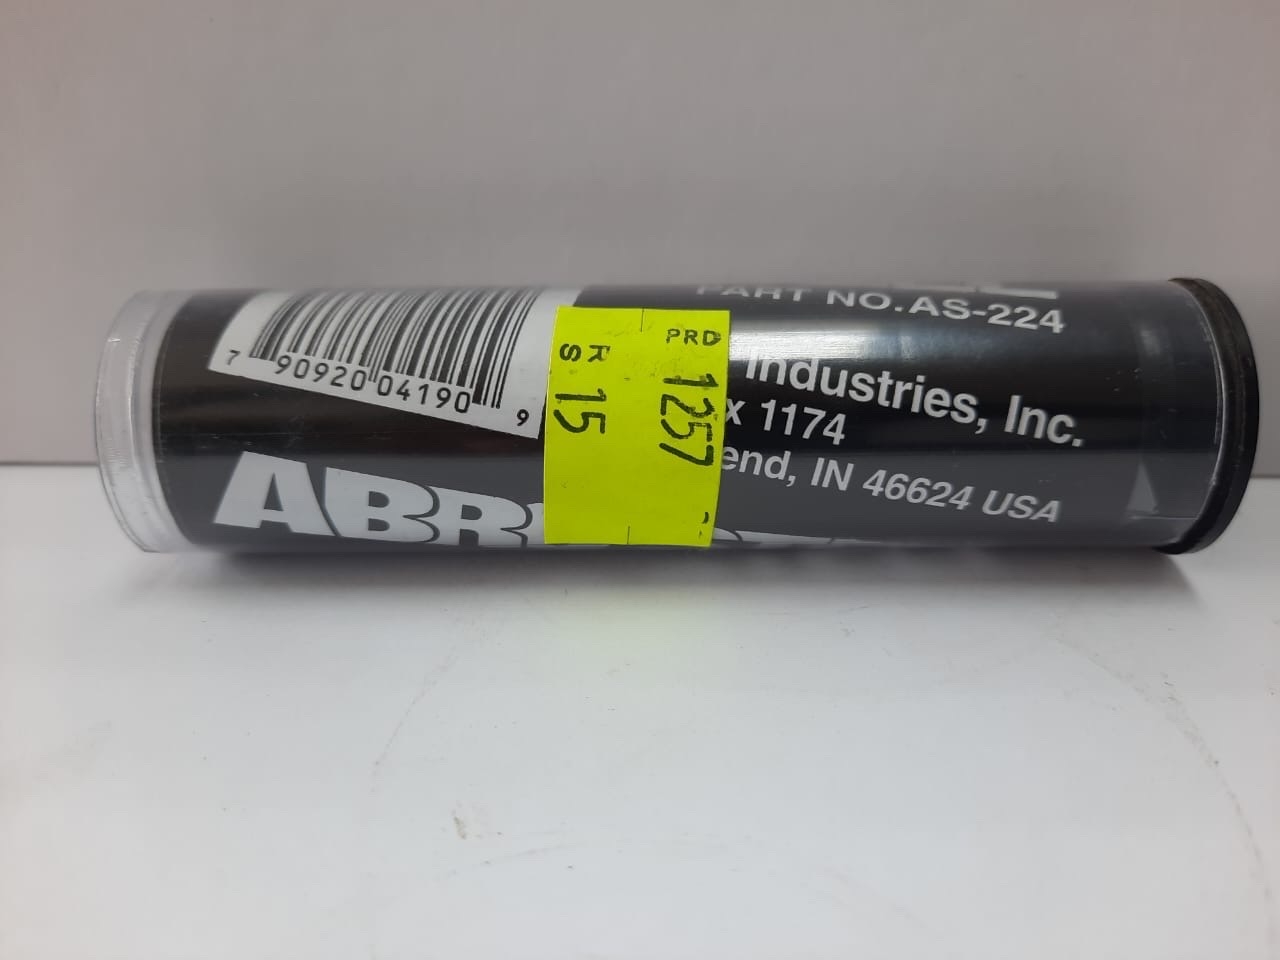 7 90920 04190 9
PART NO. AS-224
Industries, Inc.
x 1174
end, IN 46624 USA
ABR
PRD
1257
RS
15